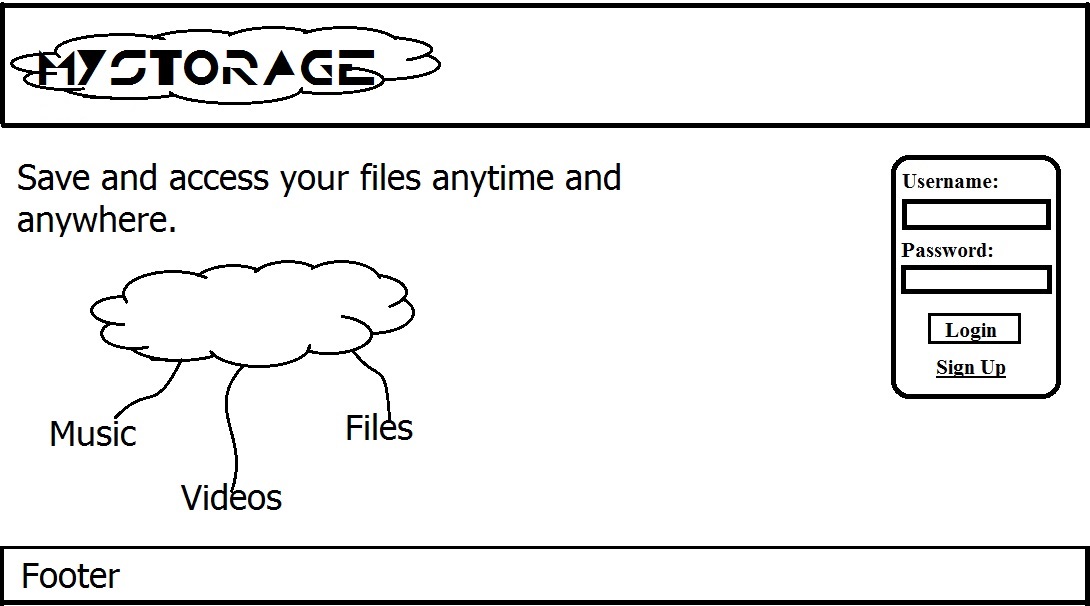 MYSTORAGE
Save and access your files anytime and
anywhere.
Username:
Password:
Login
Sign Up
Music
Files
Videos
Footer